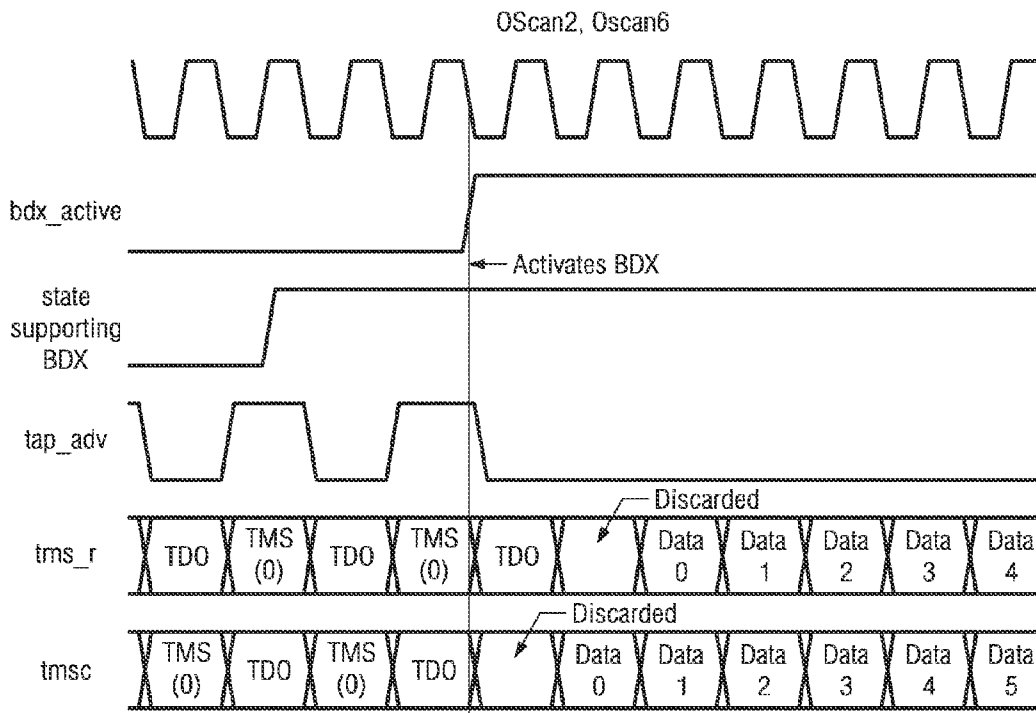 OScan2, Oscan6
bdx_active
Activates BDX
state
supporting
BDX
tap_adv
Discarded
tms_r
TDO
TMS
(0)
TDO
TMS
(0)
TDO
Data
0
Data
1
Data
2
Data
3
Data
4
Discarded
tmsc
TMS
(0)
TDO
TMS
(0)
TDO
Data
0
Data
1
Data
2
Data
3
Data
4
Data
5